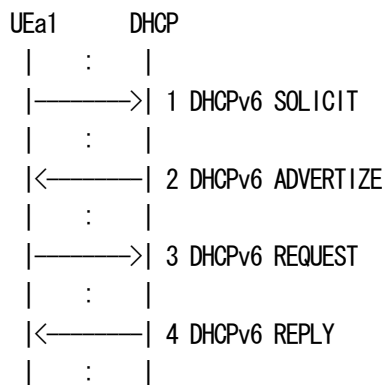 UEa1 DHCP
| : |
|-------->| 1 DHCPv6 SOLICIT
| : |
|<--------| 2 DHCPv6 ADVERTIZE
| : |
|-------->| 3 DHCPv6 REQUEST
| : |
|<--------| 4 DHCPv6 REPLY
| : |